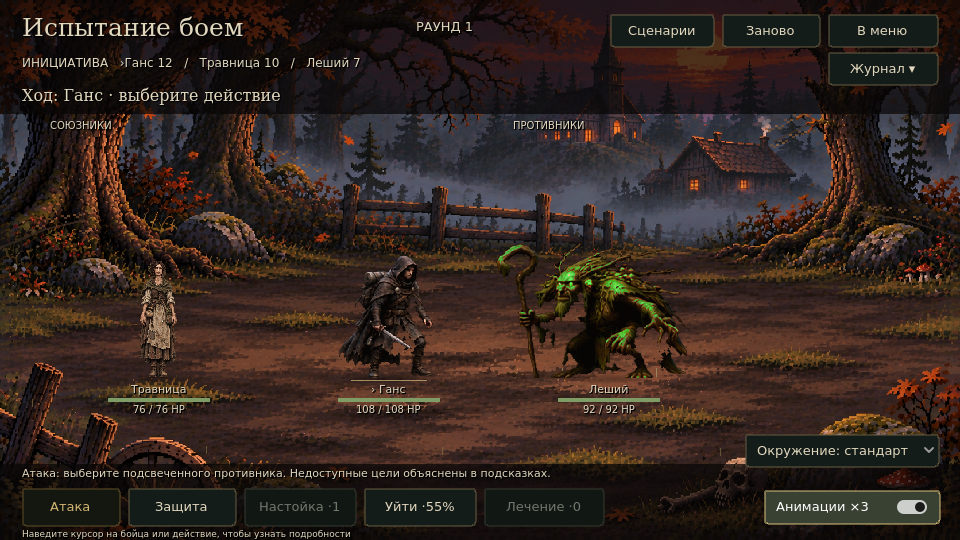 Испытание боем
РАУНД 1
Сценарии
Заново
В меню
ИНИЦИАТИВА ›Ганс 12 / Травница 10 / Леший 7
Журнал ▾
Ход: Ганс · выберите действие
СОЮЗНИКИ
ПРОТИВНИКИ
Травница
76 / 76 HP
› Ганс
108 / 108 HP
Леший
92 / 92 HP
Окружение: стандарт
Атака: выберите подсвеченного противника. Недоступные цели объяснены в подсказках.
Атака
Защита
Настойка ·1
Уйти ·55%
Лечение ·0
Анимации ×3
Наведите курсор на бойца или действие, чтобы узнать подробности